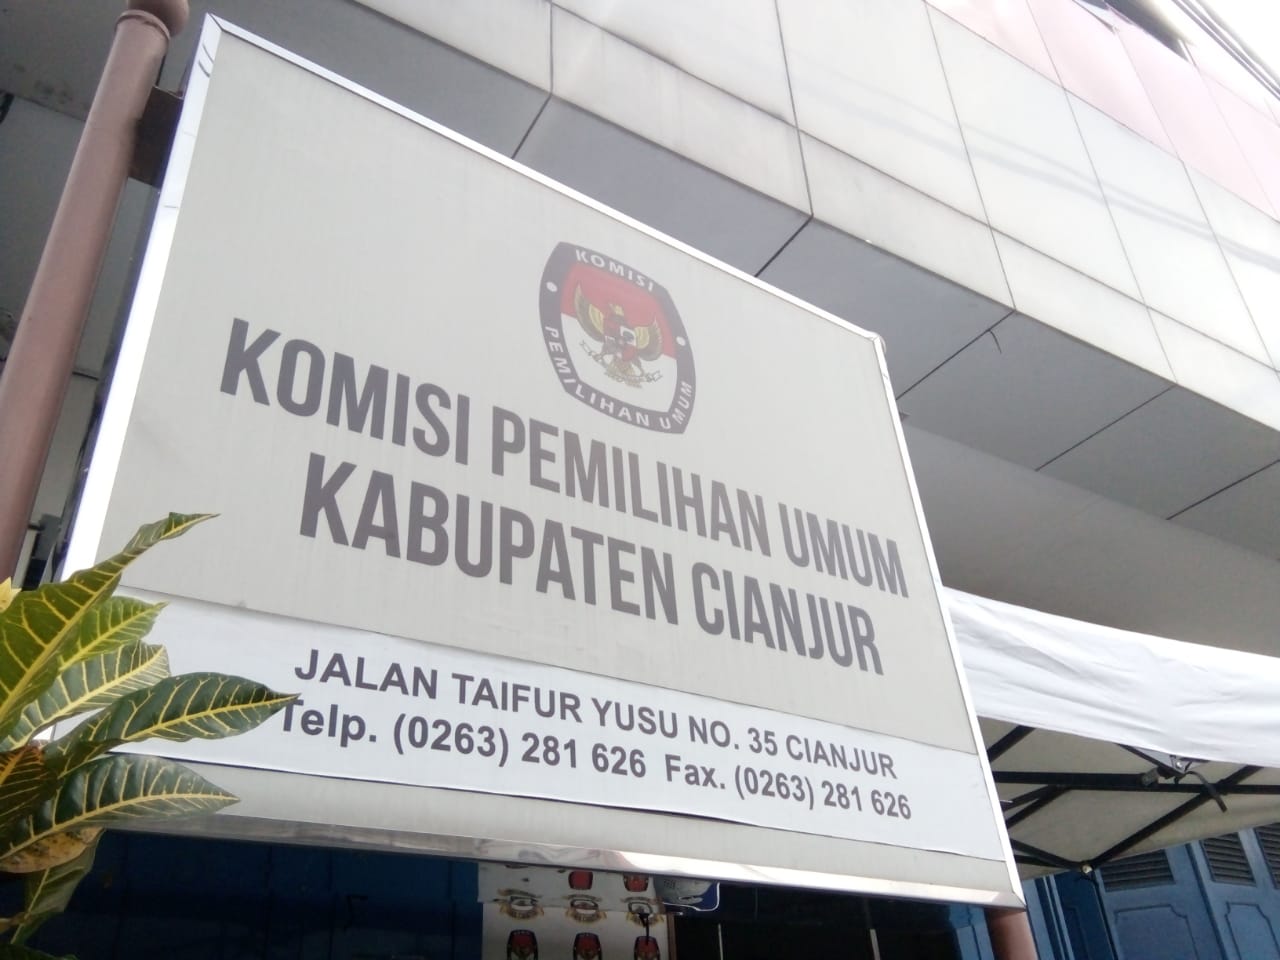 KOMISI
PEMILIHAN UMUM
KOMISI PEMILIHAN UMUM
KABUPATEN CIANJUR
JALAN TAIFUR YUSU NO. 35 CIANJUR
Telp. (0263) 281 626 Fax. (0263) 281 626